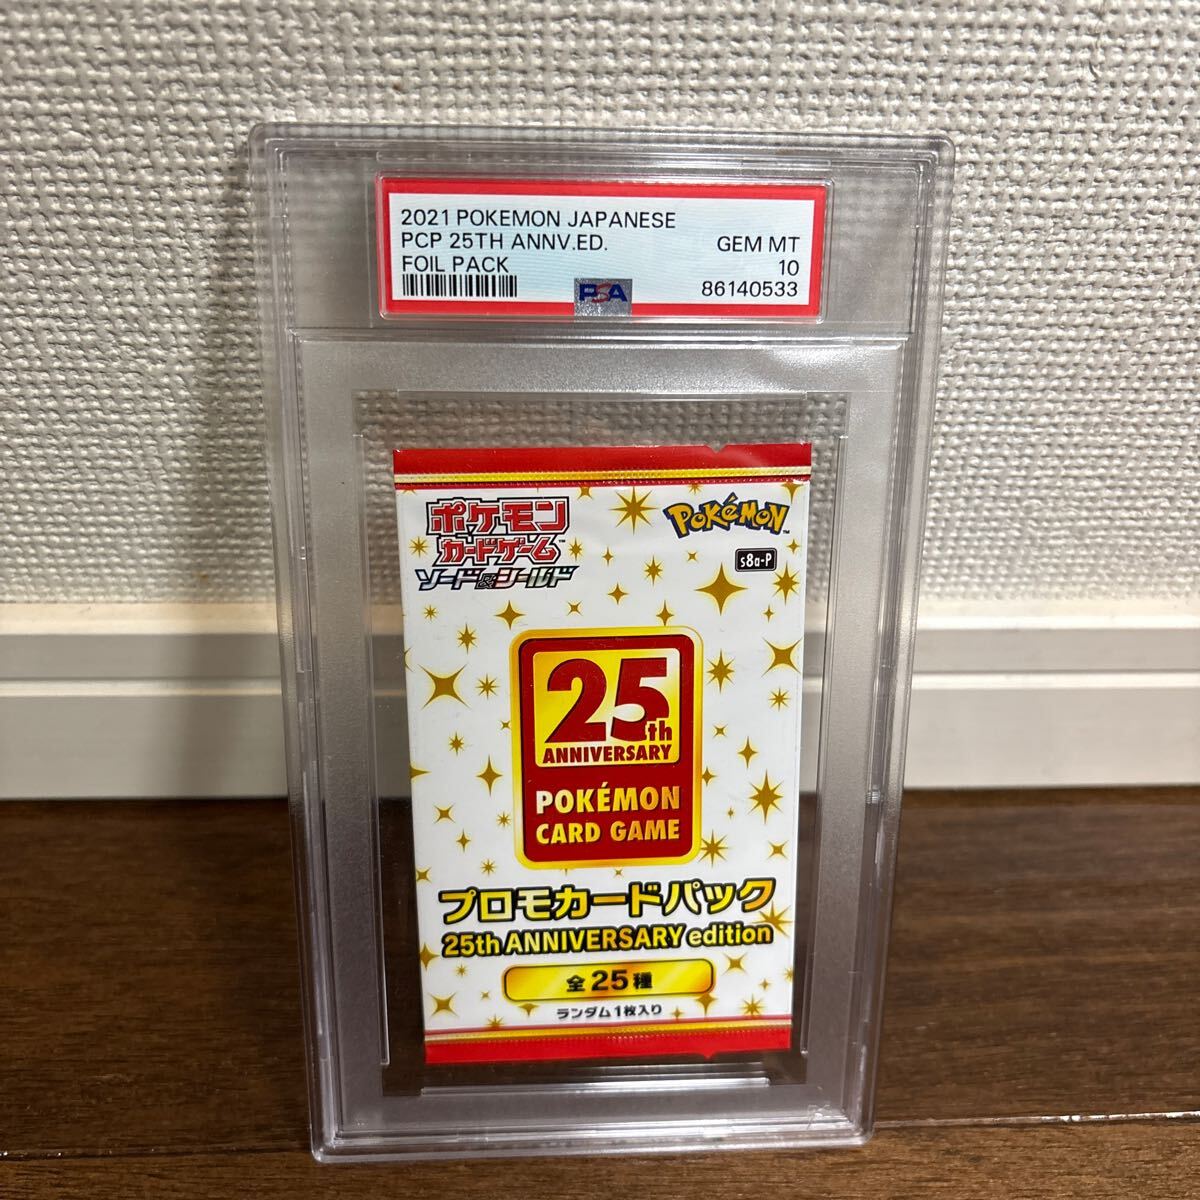 2021 POKEMON JAPANESE
PCP 25TH ANNV.ED.
GEM MT
FOIL PACK
10
86140533
PSA
ポケモン
カードゲーム™
ソード&シールド
Pokémon™
s8a-P
25th
ANNIVERSARY
POKÉMON
CARD GAME
プロモカードパック
25th ANNIVERSARY edition
全25種
ランダム1枚入り